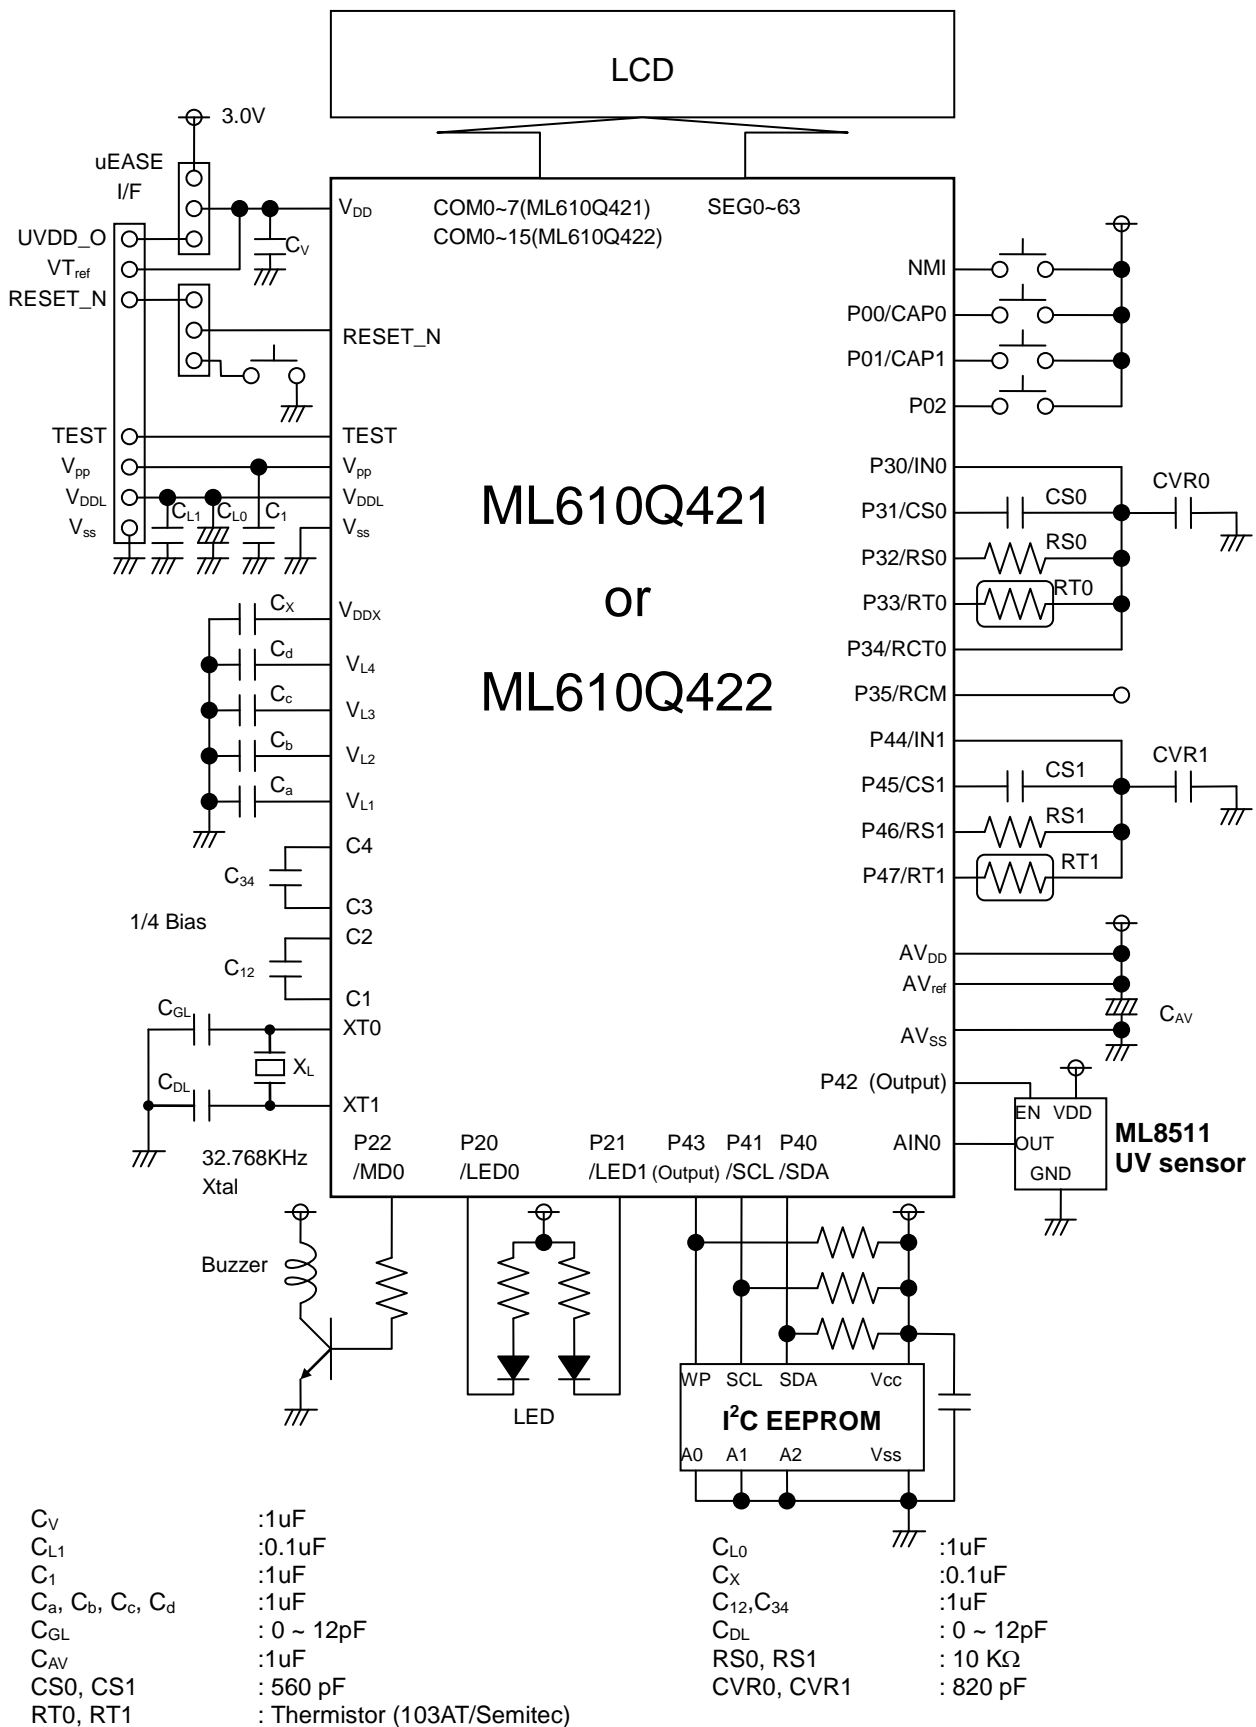 LCD
3.0V
uEASE
I/F
UVDD_O
VTref
RESET_N
TEST
Vpp
VDDL
Vss
CV
CL1
CL0
C1
VDD
COM0~7(ML610Q421)
COM0~15(ML610Q422)
SEG0~63
RESET_N
TEST
Vpp
VDDL
Vss
NMI
P00/CAP0
P01/CAP1
P02
P30/IN0
P31/CS0
CS0
CVR0
P32/RS0
RS0
P33/RT0
RT0
P34/RCT0
P35/RCM
P44/IN1
P45/CS1
CS1
CVR1
P46/RS1
RS1
P47/RT1
RT1
ML610Q421
or
ML610Q422
CX
VDDX
Cd
VL4
Cc
VL3
Cb
VL2
Ca
VL1
C4
C34
C3
1/4 Bias
C2
C12
C1
CGL
XT0
XL
CDL
XT1
32.768KHz
Xtal
AVDD
AVref
CAV
AVSS
P42 (Output)
EN VDD
AIN0
OUT
GND
ML8511
UV sensor
P22
/MD0
P20
/LED0
P21
/LED1
P43
(Output)
P41
/SCL
P40
/SDA
Buzzer
LED
WP SCL SDA Vcc
I²C EEPROM
A0 A1 A2 Vss
CV :1uF
CL1 :0.1uF
C1 :1uF
Ca, Cb, Cc, Cd :1uF
CGL : 0 ~ 12pF
CAV :1uF
CS0, CS1 : 560 pF
RT0, RT1 : Thermistor (103AT/Semitec)
CL0 :1uF
CX :0.1uF
C12,C34 :1uF
CDL : 0 ~ 12pF
RS0, RS1 : 10 KΩ
CVR0, CVR1 : 820 pF